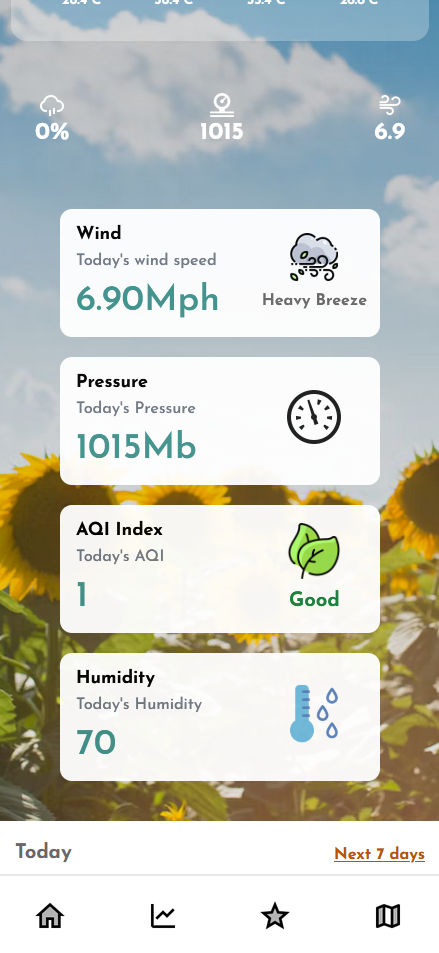 0%
1015
6.9
Wind
Today's wind speed
6.90Mph
Heavy Breeze
Pressure
Today's Pressure
1015Mb
AQI Index
Today's AQI
1
Good
Humidity
Today's Humidity
70
Today
Next 7 days